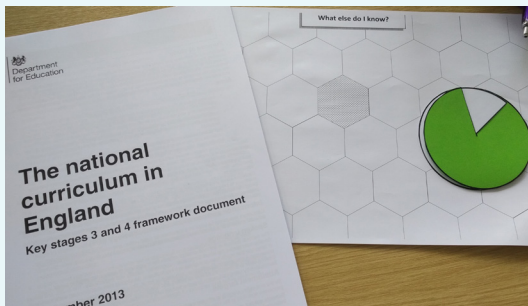 Department
for Education
The national
curriculum in
England
Key stages 3 and 4 framework document
2013
What else do I know?